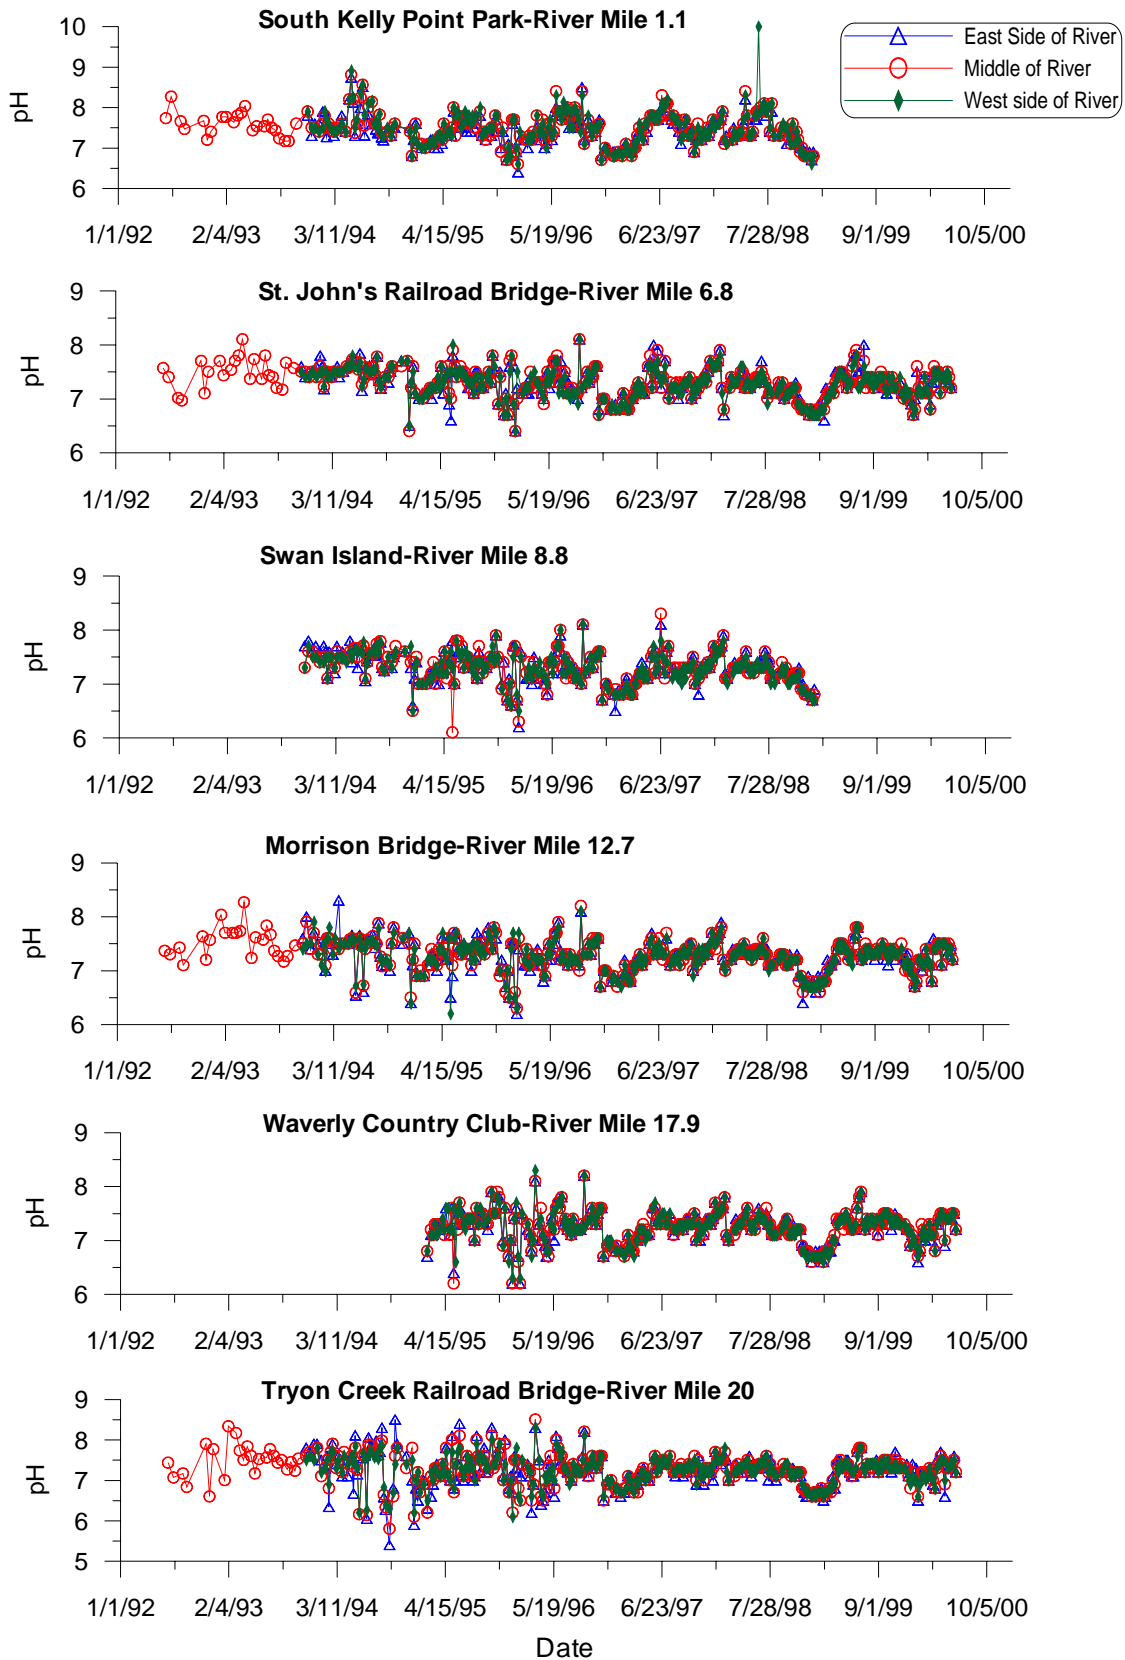 South Kelly Point Park-River Mile 1.1
East Side of River
Middle of River
West side of River
pH
10
9
8
7
6
1/1/92 2/4/93 3/11/94 4/15/95 5/19/96 6/23/97 7/28/98 9/1/99 10/5/00
St. John's Railroad Bridge-River Mile 6.8
pH
9
8
7
6
1/1/92 2/4/93 3/11/94 4/15/95 5/19/96 6/23/97 7/28/98 9/1/99 10/5/00
Swan Island-River Mile 8.8
pH
9
8
7
6
1/1/92 2/4/93 3/11/94 4/15/95 5/19/96 6/23/97 7/28/98 9/1/99 10/5/00
Morrison Bridge-River Mile 12.7
pH
9
8
7
6
1/1/92 2/4/93 3/11/94 4/15/95 5/19/96 6/23/97 7/28/98 9/1/99 10/5/00
Waverly Country Club-River Mile 17.9
pH
9
8
7
6
1/1/92 2/4/93 3/11/94 4/15/95 5/19/96 6/23/97 7/28/98 9/1/99 10/5/00
Tryon Creek Railroad Bridge-River Mile 20
pH
9
8
7
6
5
1/1/92 2/4/93 3/11/94 4/15/95 5/19/96 6/23/97 7/28/98 9/1/99 10/5/00
Date